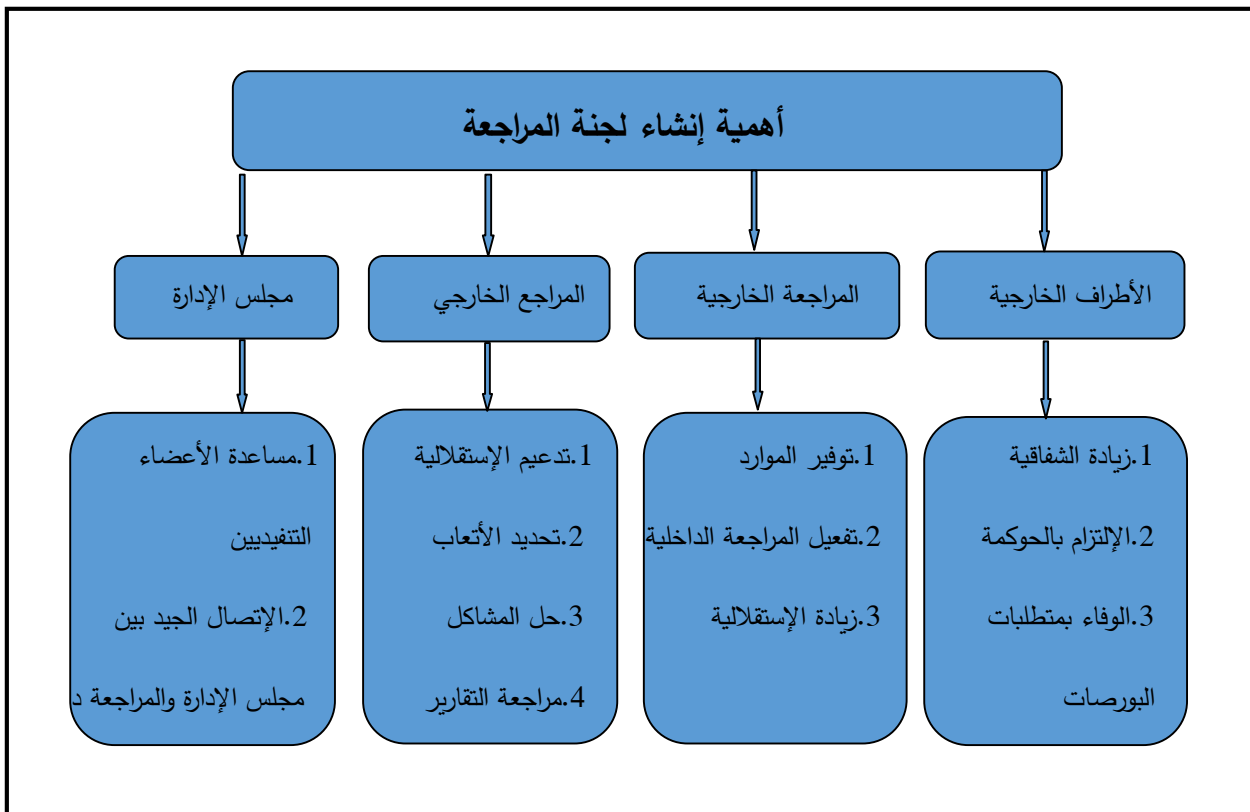 أهمية إنشاء لجنة المراجعة
الأطراف الخارجية
المراجعة الخارجية
المراجع الخارجي
مجلس الإدارة
1.زيادة الشفاقية
2.الإلتزام بالحوكمة
3.الوفاء بمتطلبات
البورصات
1.توفير الموارد
2.تفعيل المراجعة الداخلية
3.زيادة الإستقلالية
1.تدعيم الإستقلالية
2.تحديد الأتعاب
3.حل المشاكل
4.مراجعة التقارير
1.مساعدة الأعضاء
التنفيديين
2.الإتصال الجيد بين
مجلس الإدارة والمراجعة د